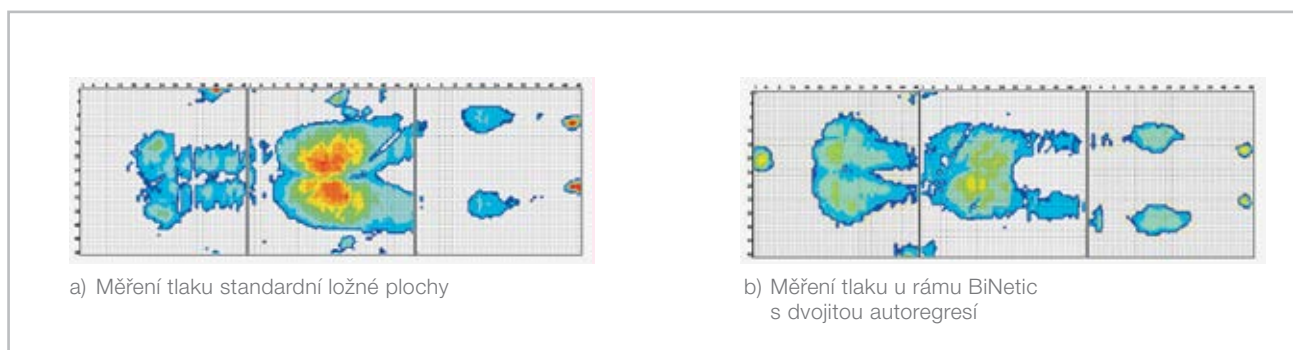 a) Měření tlaku standardní ložné plochy
b) Měření tlaku u rámu BiNetic
s dvojitou autoregresí